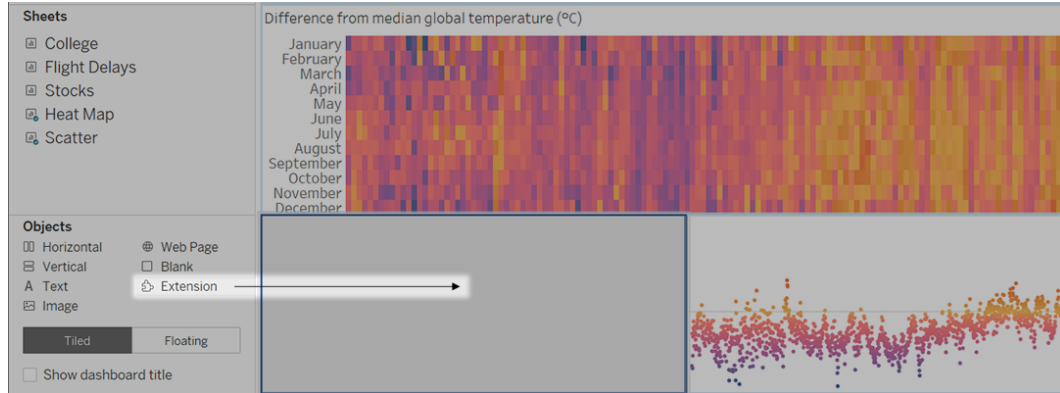 Sheets
College
Flight Delays
Stocks
Heat Map
Scatter
Objects
Horizontal
Web Page
Vertical
Blank
A Text
Extension
Image
Tiled
Floating
Show dashboard title
Difference from median global temperature (ºC)
January
February
March
April
May
June
July
August
September
October
November
December